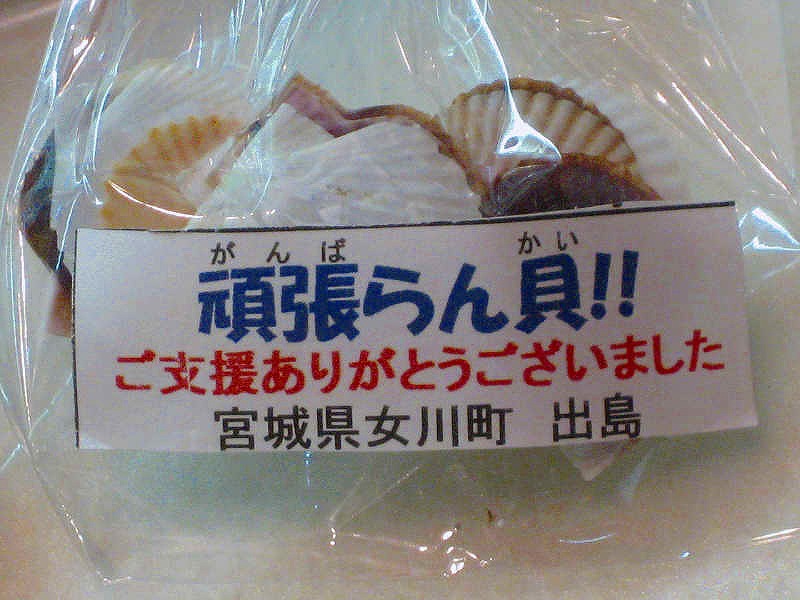 がんば かい
頑張らん貝!!
ご支援ありがとうございました
宮城県女川町 出島